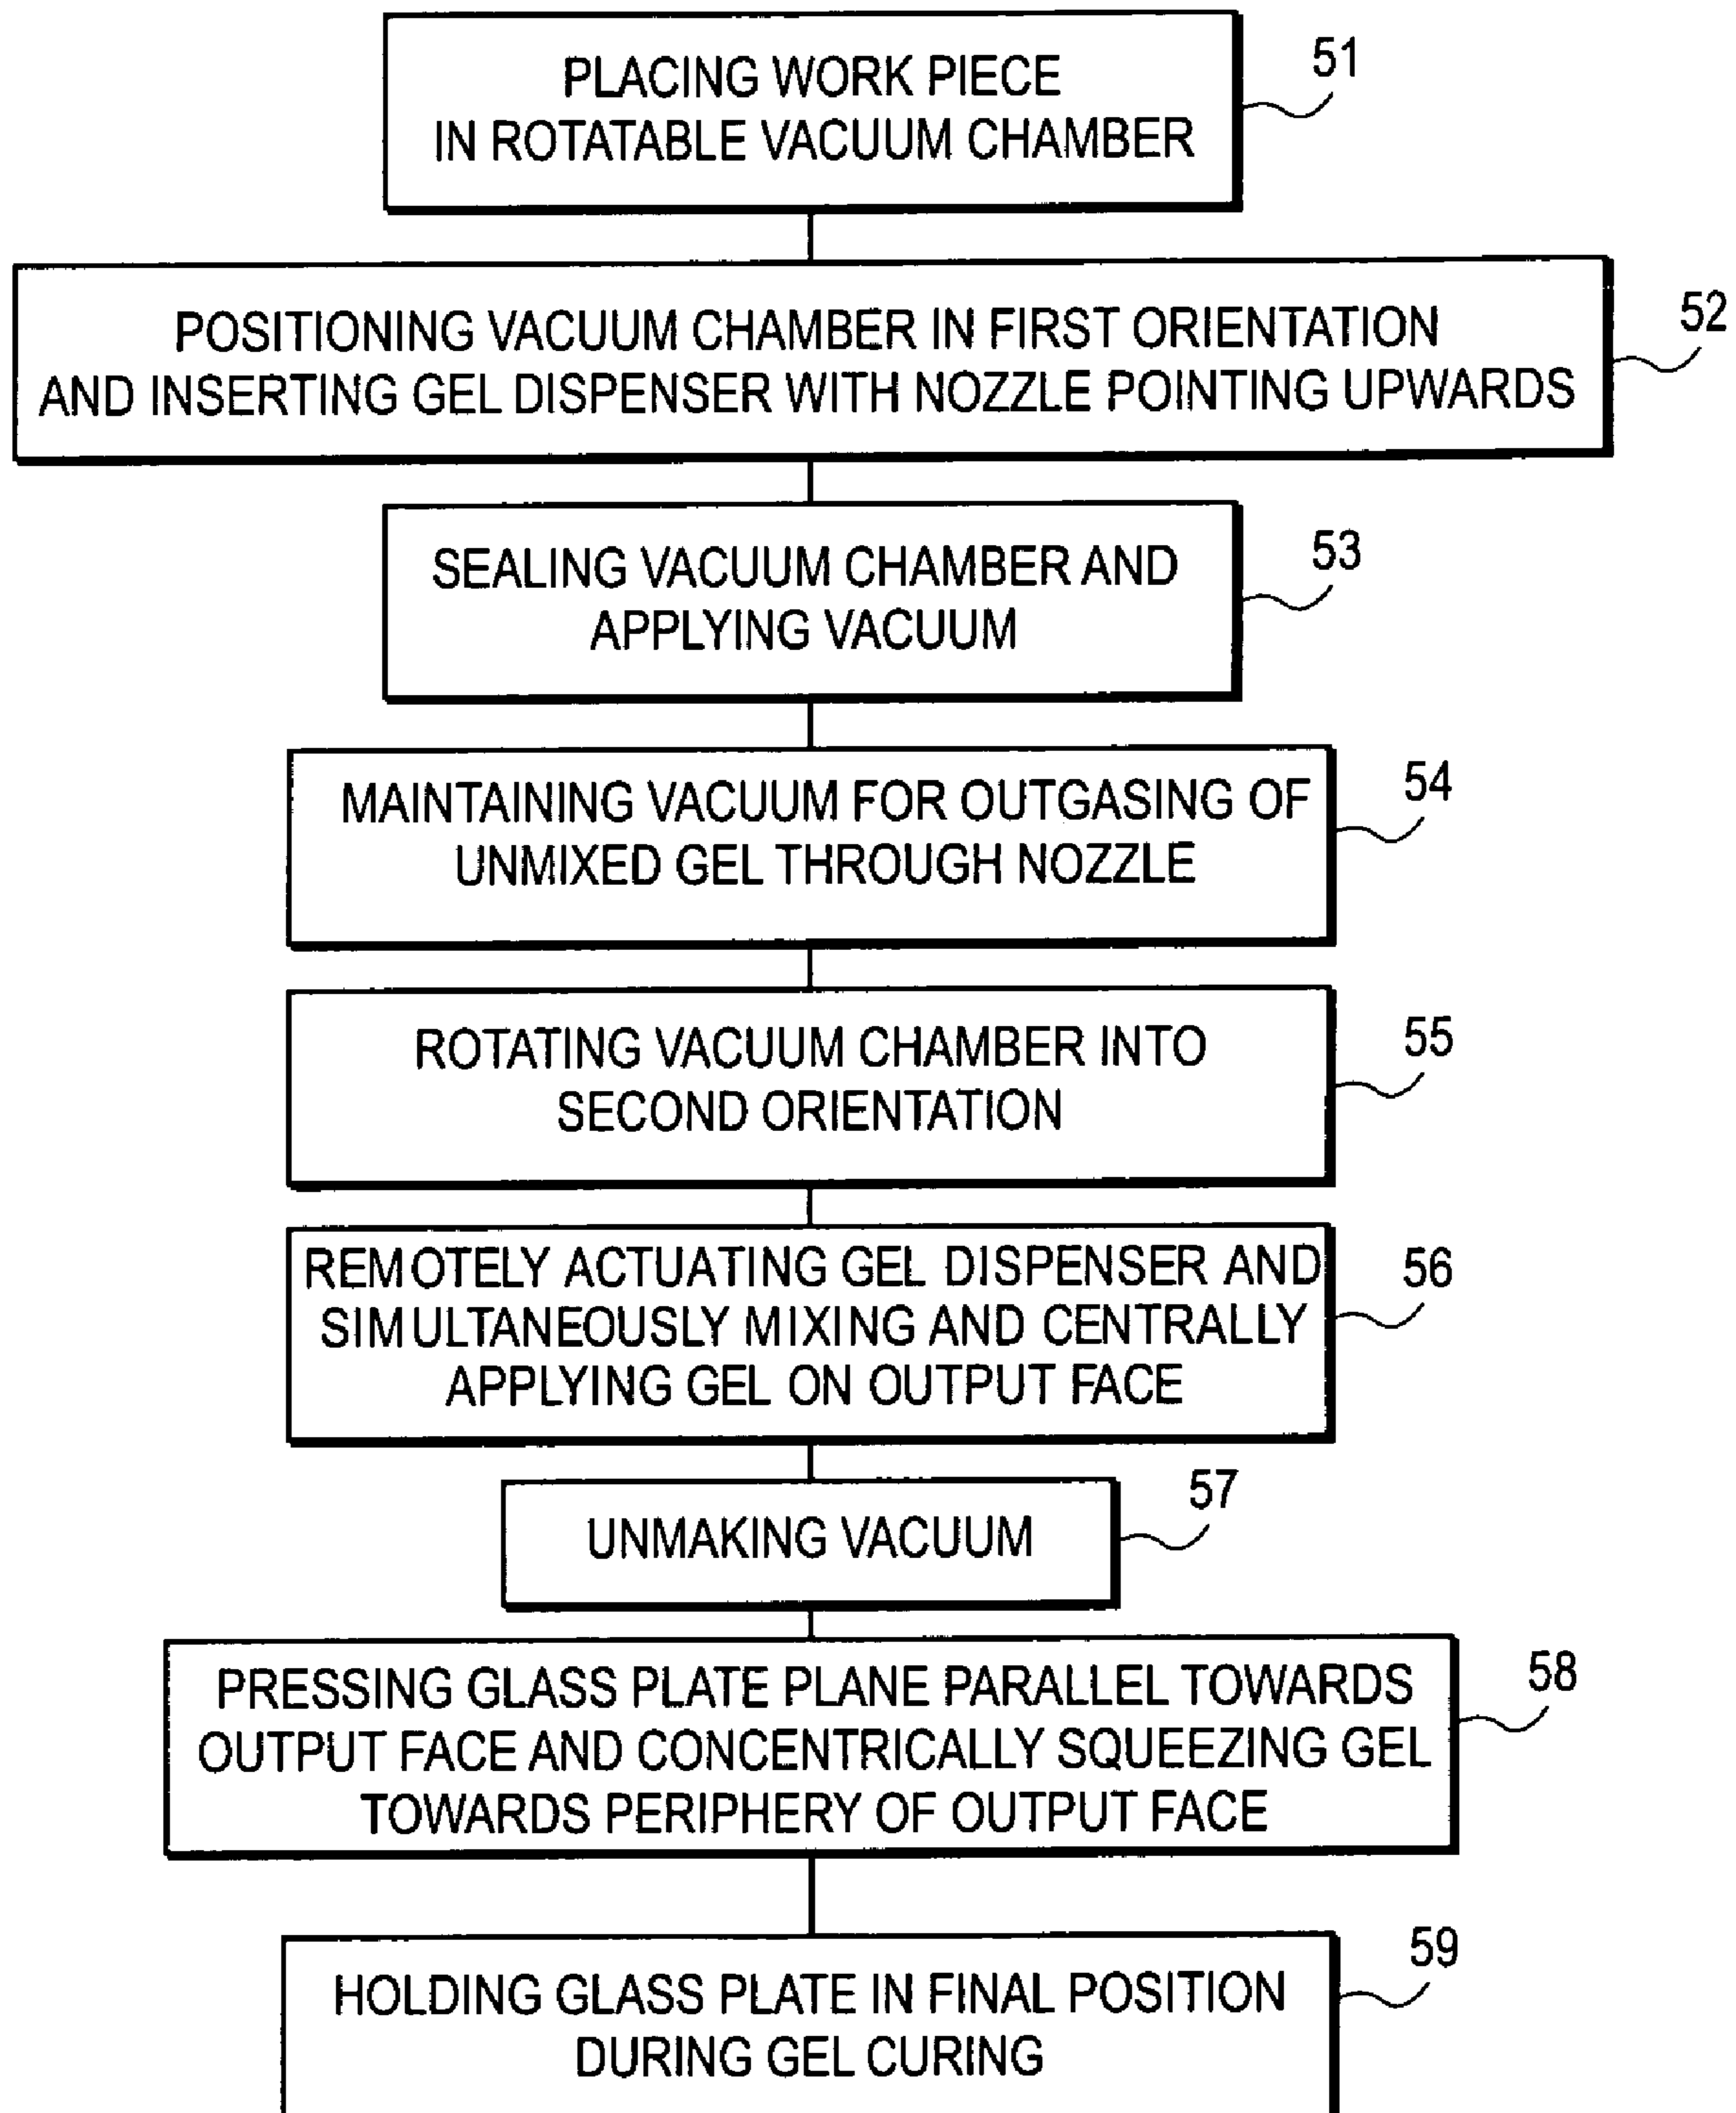 PLACING WORK PIECE
IN ROTATABLE VACUUM CHAMBER
51
POSITIONING VACUUM CHAMBER IN FIRST ORIENTATION
AND INSERTING GEL DISPENSER WITH NOZZLE POINTING UPWARDS
52
SEALING VACUUM CHAMBER AND
APPLYING VACUUM
53
MAINTAINING VACUUM FOR OUTGASING OF
UNMIXED GEL THROUGH NOZZLE
54
ROTATING VACUUM CHAMBER INTO
SECOND ORIENTATION
55
REMOTELY ACTUATING GEL DISPENSER AND
SIMULTANEOUSLY MIXING AND CENTRALLY
APPLYING GEL ON OUTPUT FACE
56
UNMAKING VACUUM
57
PRESSING GLASS PLATE PLANE PARALLEL TOWARDS
OUTPUT FACE AND CONCENTRICALLY SQUEEZING GEL
TOWARDS PERIPHERY OF OUTPUT FACE
58
HOLDING GLASS PLATE IN FINAL POSITION
DURING GEL CURING
59